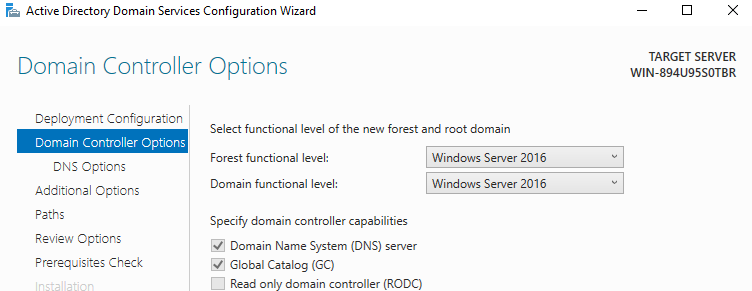 Active Directory Domain Services Configuration Wizard
Domain Controller Options
TARGET SERVER
WIN-894U95S0TBR
Deployment Configuration
Domain Controller Options
DNS Options
Additional Options
Paths
Review Options
Prerequisites Check
Installation
Select functional level of the new forest and root domain
Forest functional level: Windows Server 2016
Domain functional level: Windows Server 2016
Specify domain controller capabilities
Domain Name System (DNS) server
Global Catalog (GC)
Read only domain controller (RODC)